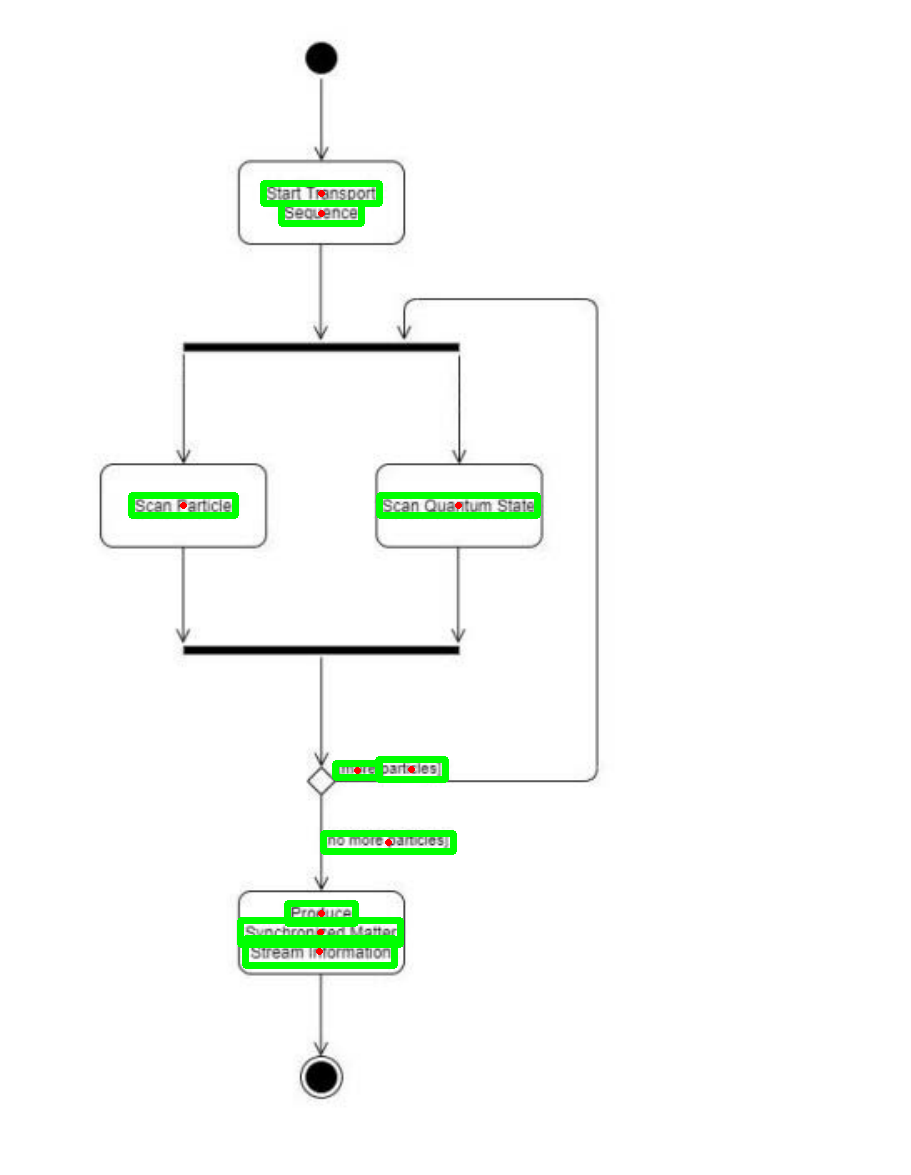 Start Transport
Sequence
Scan Particle
Scan Quantum State
more particles]
no more particles]
Produce
Synchronized Matter
Stream Information